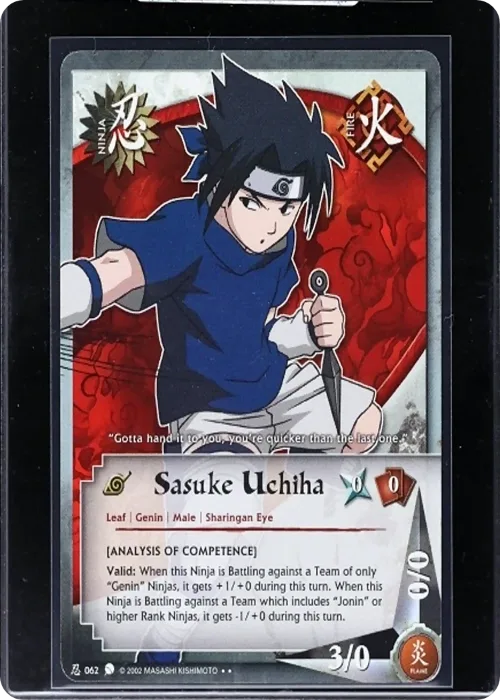 NINJA 忍
FIRE 火
"Gotta hand it to you, you're quicker than the last one."
Sasuke Uchiha 0 0
Leaf | Genin | Male | Sharingan Eye
[ANALYSIS OF COMPETENCE]
Valid: When this Ninja is Battling against a Team of only
"Genin" Ninjas, it gets +1/+0 during this turn. When this
Ninja is Battling against a Team which includes "Jonin" or
higher Rank Ninjas, it gets -1/+0 during this turn.
0/0
3/0
炎
FLAME
忍 062 © 2002 MASASHI KISHIMOTO